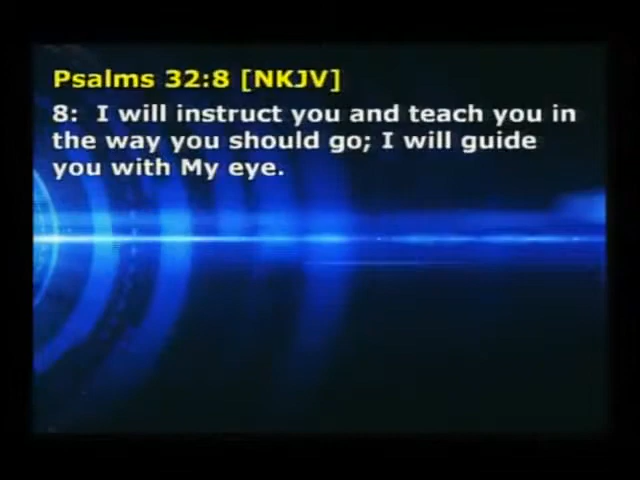 Psalms 32:8 [NKJV]
8:  I will instruct you and teach you in
the way you should go; I will guide
you with My eye.